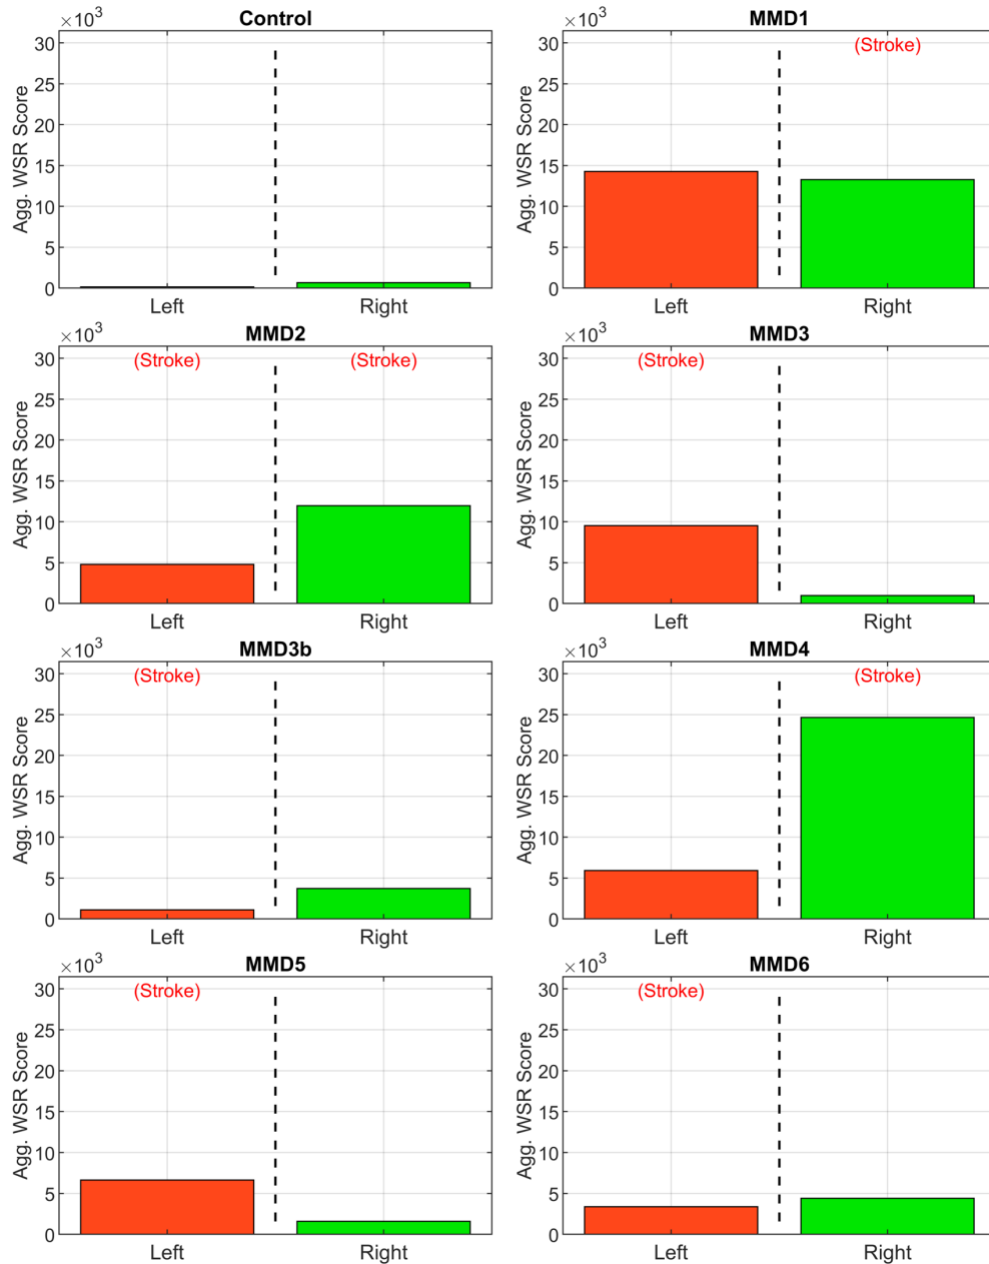 ×10³ Control
Agg. WSR Score
30
25
20
15
10
5
0
Left Right
×10³ MMD1
(Stroke)
Agg. WSR Score
30
25
20
15
10
5
0
Left Right
×10³ MMD2
(Stroke) (Stroke)
Agg. WSR Score
30
25
20
15
10
5
0
Left Right
×10³ MMD3
(Stroke)
Agg. WSR Score
30
25
20
15
10
5
0
Left Right
×10³ MMD3b
(Stroke)
Agg. WSR Score
30
25
20
15
10
5
0
Left Right
×10³ MMD4
(Stroke)
Agg. WSR Score
30
25
20
15
10
5
0
Left Right
×10³ MMD5
(Stroke)
Agg. WSR Score
30
25
20
15
10
5
0
Left Right
×10³ MMD6
(Stroke)
Agg. WSR Score
30
25
20
15
10
5
0
Left Right